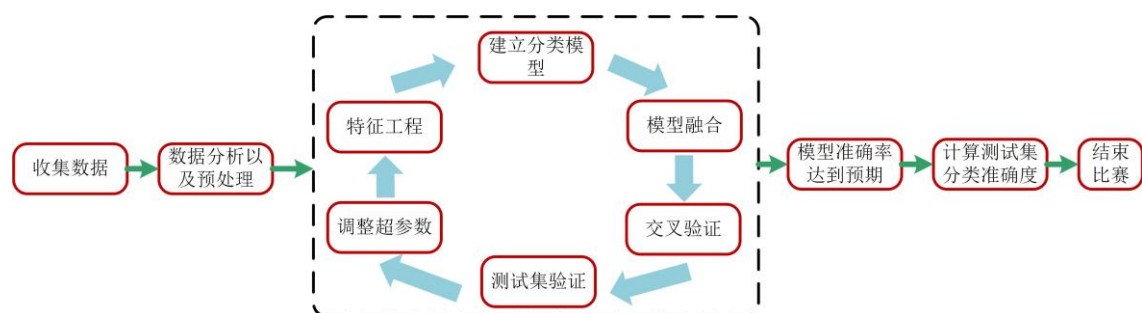 收集数据
数据分析以
及预处理
特征工程
建立分类模
型
模型融合
交叉验证
测试集验证
调整超参数
模型准确率
达到预期
计算测试集
分类准确度
结束
比赛